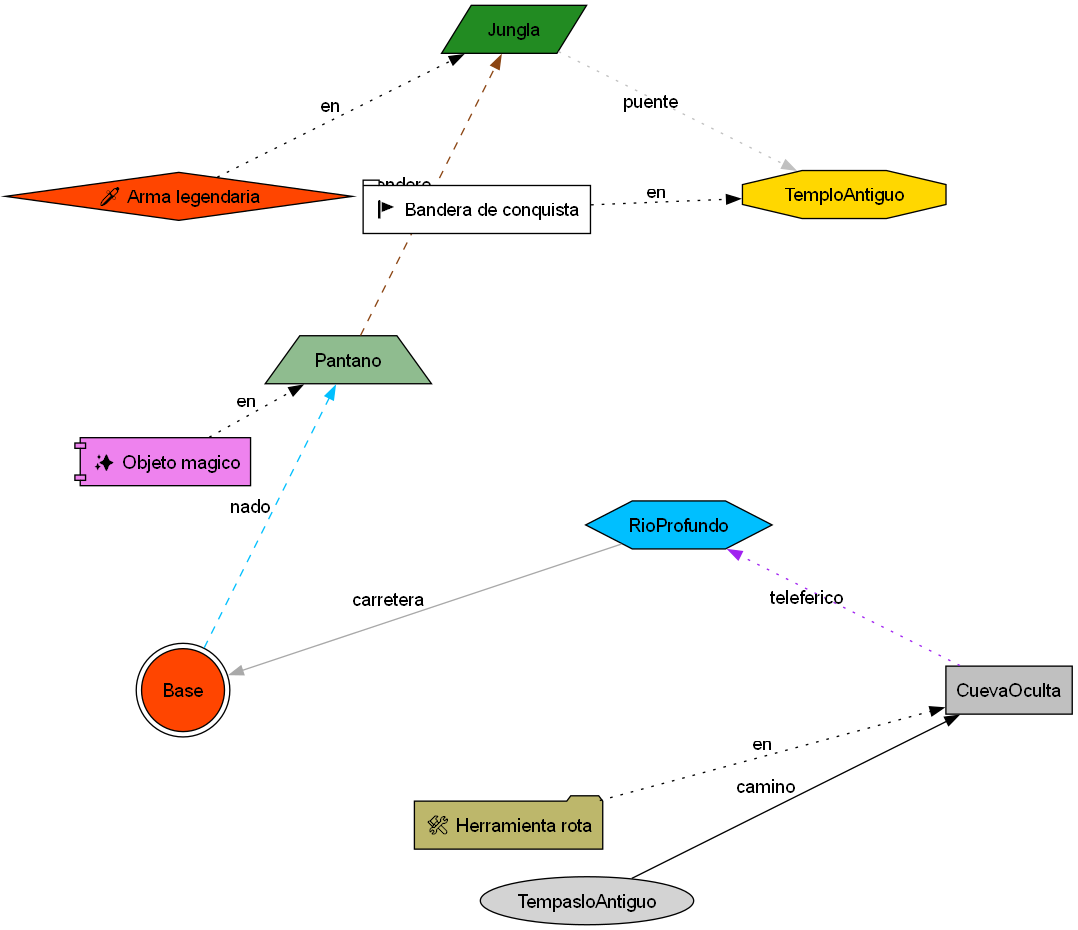 Jungla
en
puente
Arma legendaria
Bandera de conquista
en
TemploAntiguo
Pantano
en
Objeto magico
nado
RioProfundo
carretera
teleferico
Base
CuevaOculta
en
camino
Herramienta rota
TempasloAntiguo